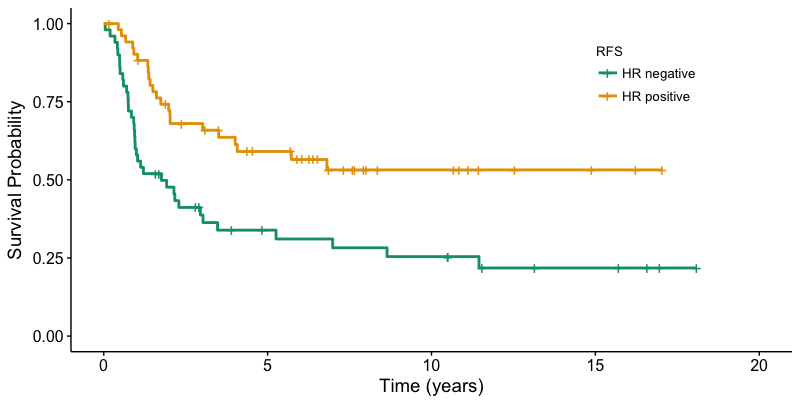 RFS
HR negative
HR positive
Survival Probability
1.00
0.75
0.50
0.25
0.00
0 5 10 15 20
Time (years)